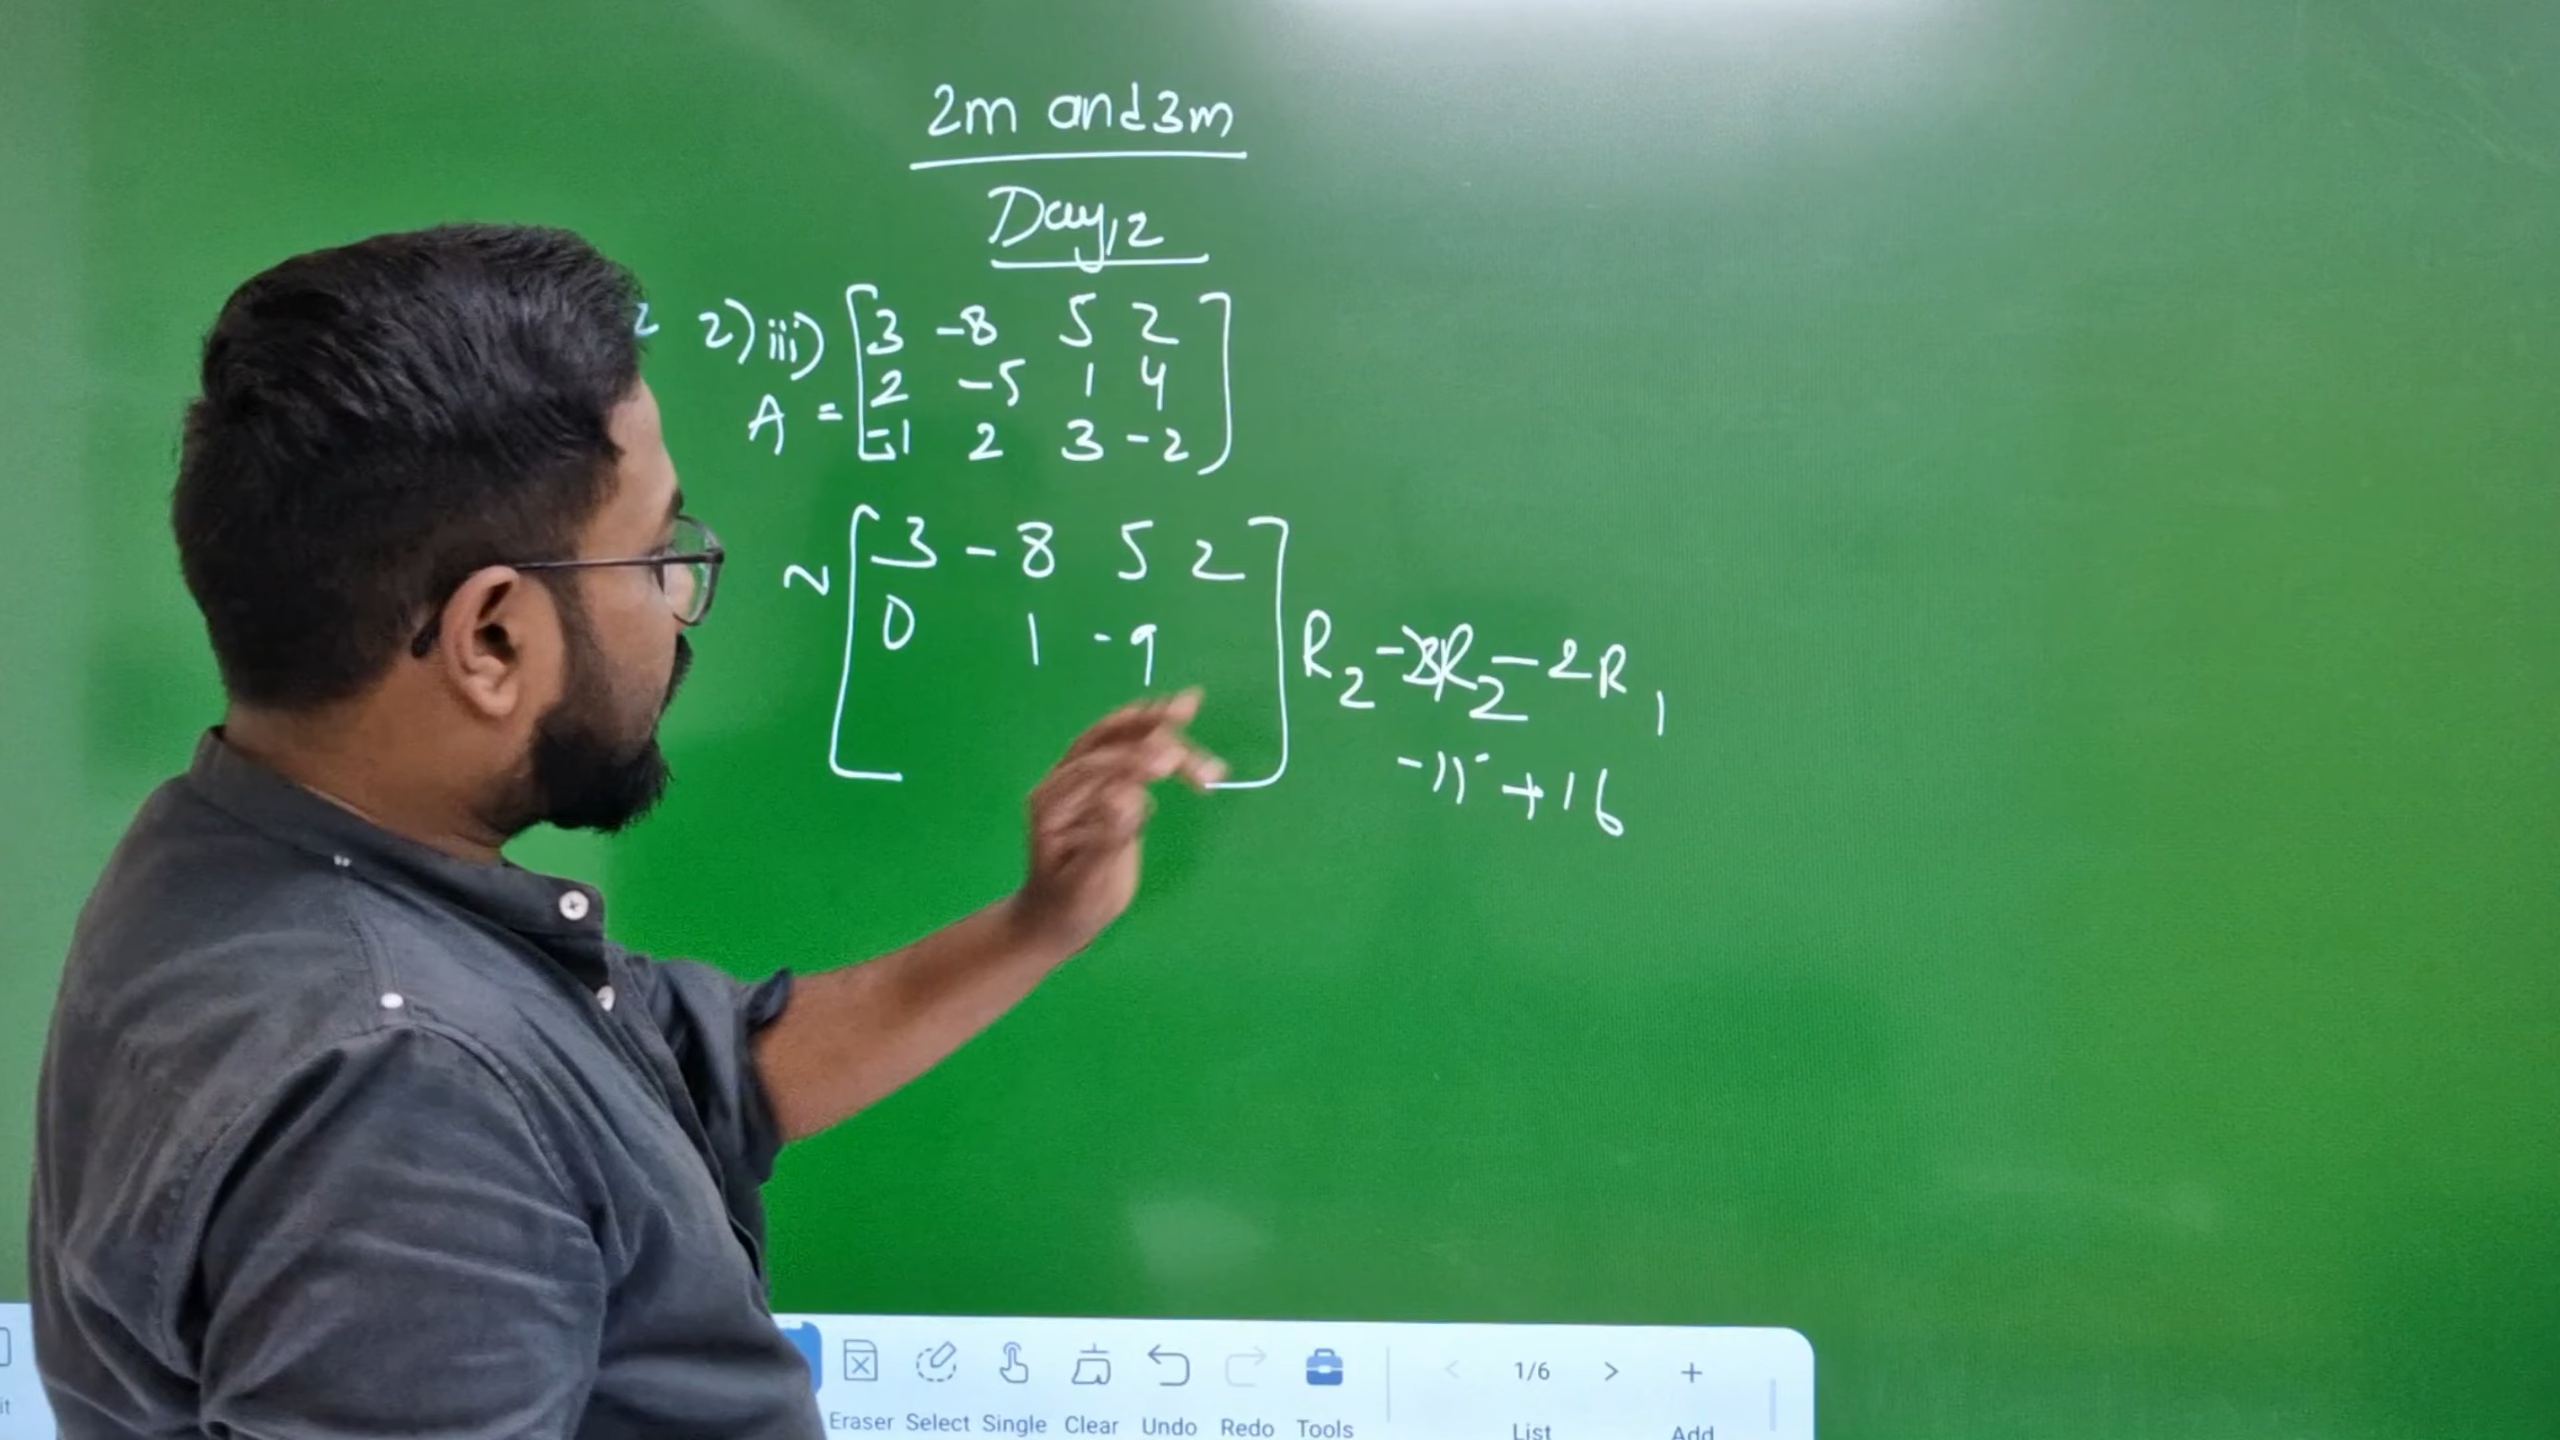 2m and 3m
Day, 2
2) iii)
A = [3 -8 5 2
2 -5 1 4
-1 2 3 -2]
~ [3 -8 5 2
0 1 -9 ]
R2 → 3R2 - 2R1
-15 + 16
Eraser Select Single Clear Undo Redo Tools
< 1/6 > +
List Add